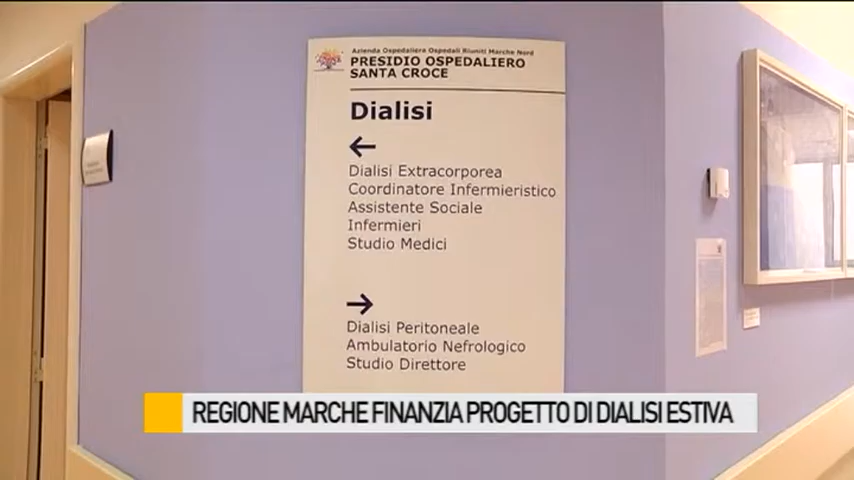 Azienda Ospedaliera Ospedali Riuniti Marche Nord
PRESIDIO OSPEDALIERO
SANTA CROCE
Dialisi
←
Dialisi Extracorporea
Coordinatore Infermieristico
Assistente Sociale
Infermieri
Studio Medici
→
Dialisi Peritoneale
Ambulatorio Nefrologico
Studio Direttore
REGIONE MARCHE FINANZIA PROGETTO DI DIALISI ESTIVA